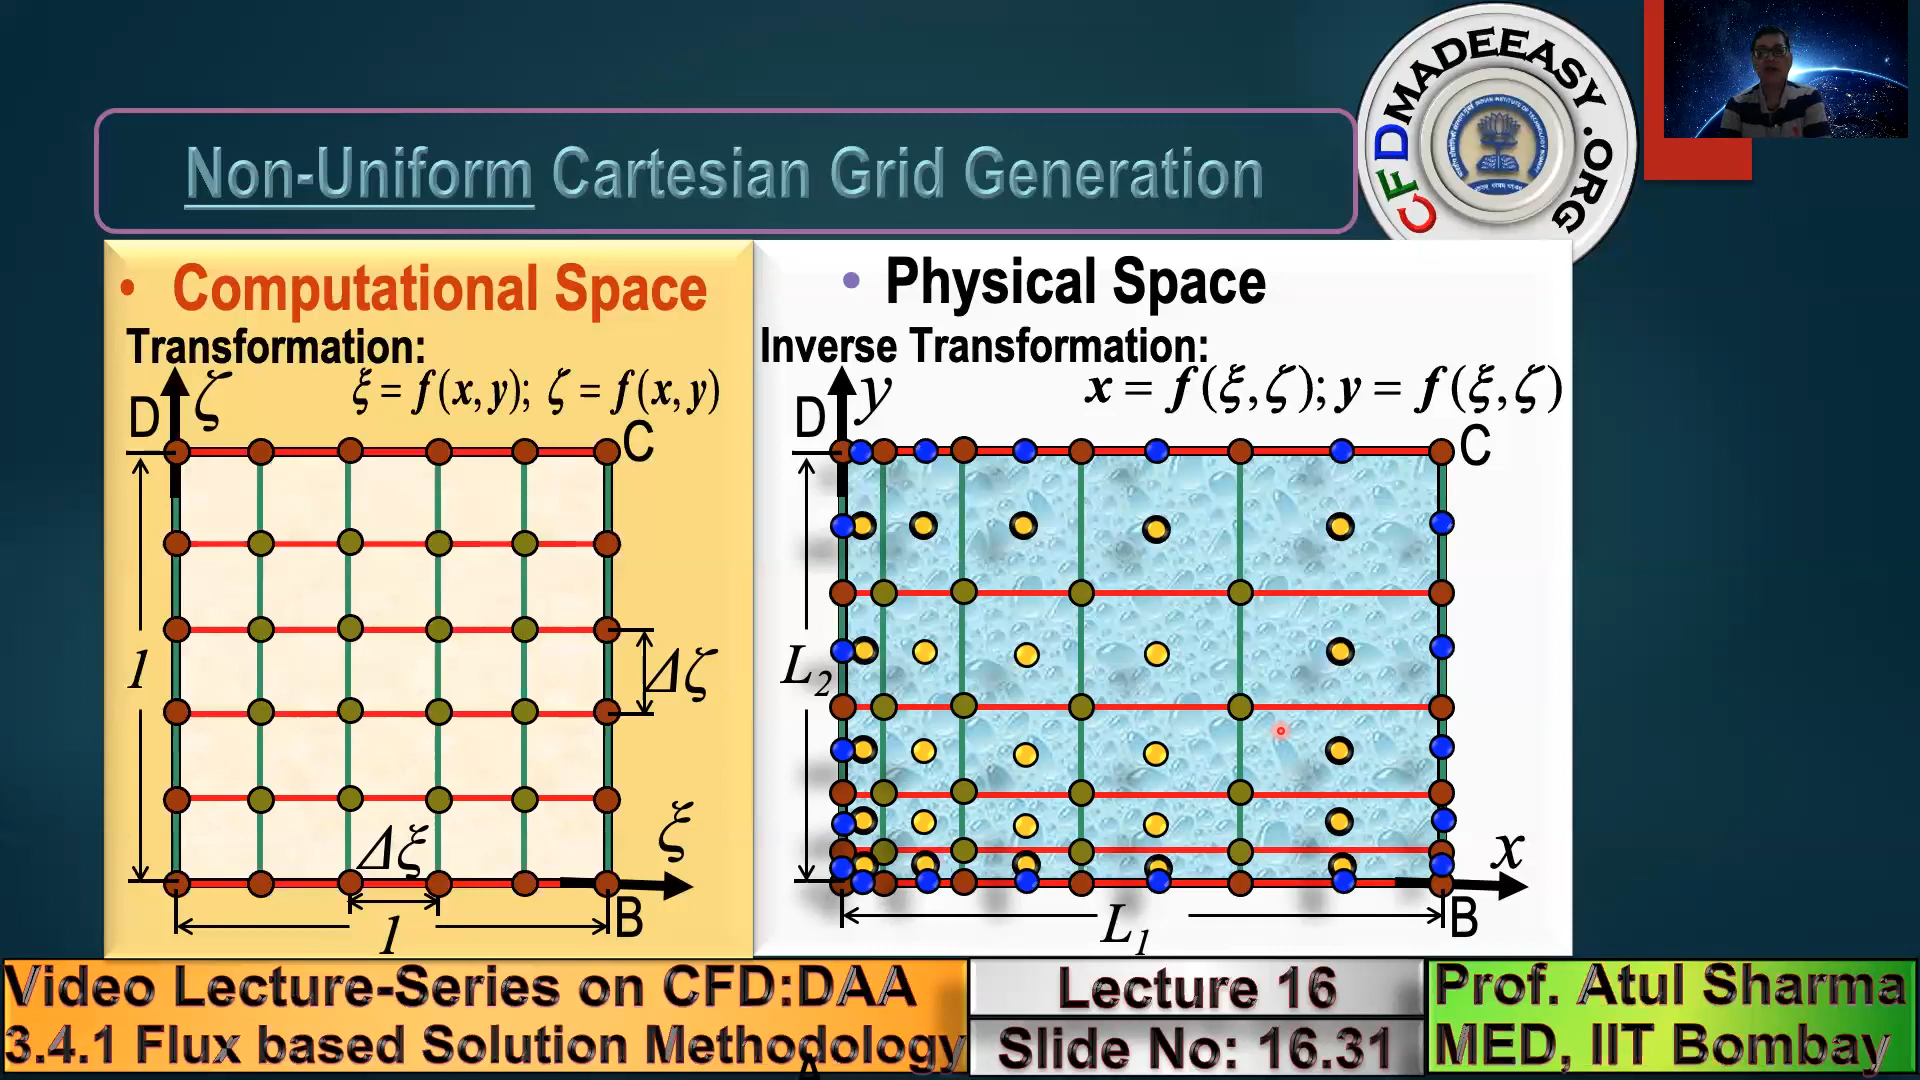 CFDMADEEASY.ORG
Non-Uniform Cartesian Grid Generation
• Computational Space
Transformation:
ξ = f(x, y); ζ = f(x, y)
D
ζ
C
1
Δζ
Δξ
ξ
1
B
• Physical Space
Inverse Transformation:
x = f(ξ,ζ); y = f(ξ,ζ)
D
y
C
L₂
x
L₁
B
Video Lecture-Series on CFD:DAA
3.4.1 Flux based Solution Methodology
Lecture 16
Slide No: 16.31
Prof. Atul Sharma
MED, IIT Bombay